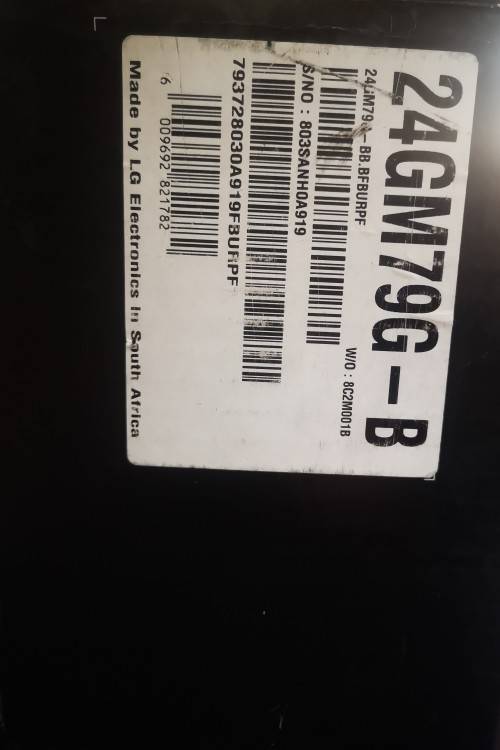 24GM79G-B
24GM79G-BB.BFBURPF
W/O : 8C2M001B
S/NO : 803SANH0A919
793728030A919FBURPF
6 009692 821782
Made by LG Electronics in South Africa